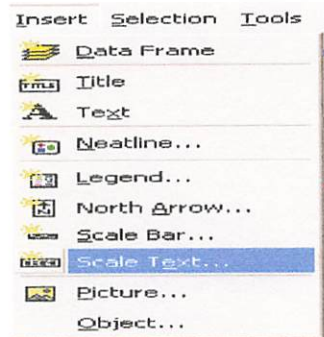 Insert Selection Tools
Data Frame
Title
Text
Neatline...
Legend...
North Arrow...
Scale Bar...
Scale Text...
Picture...
Object...